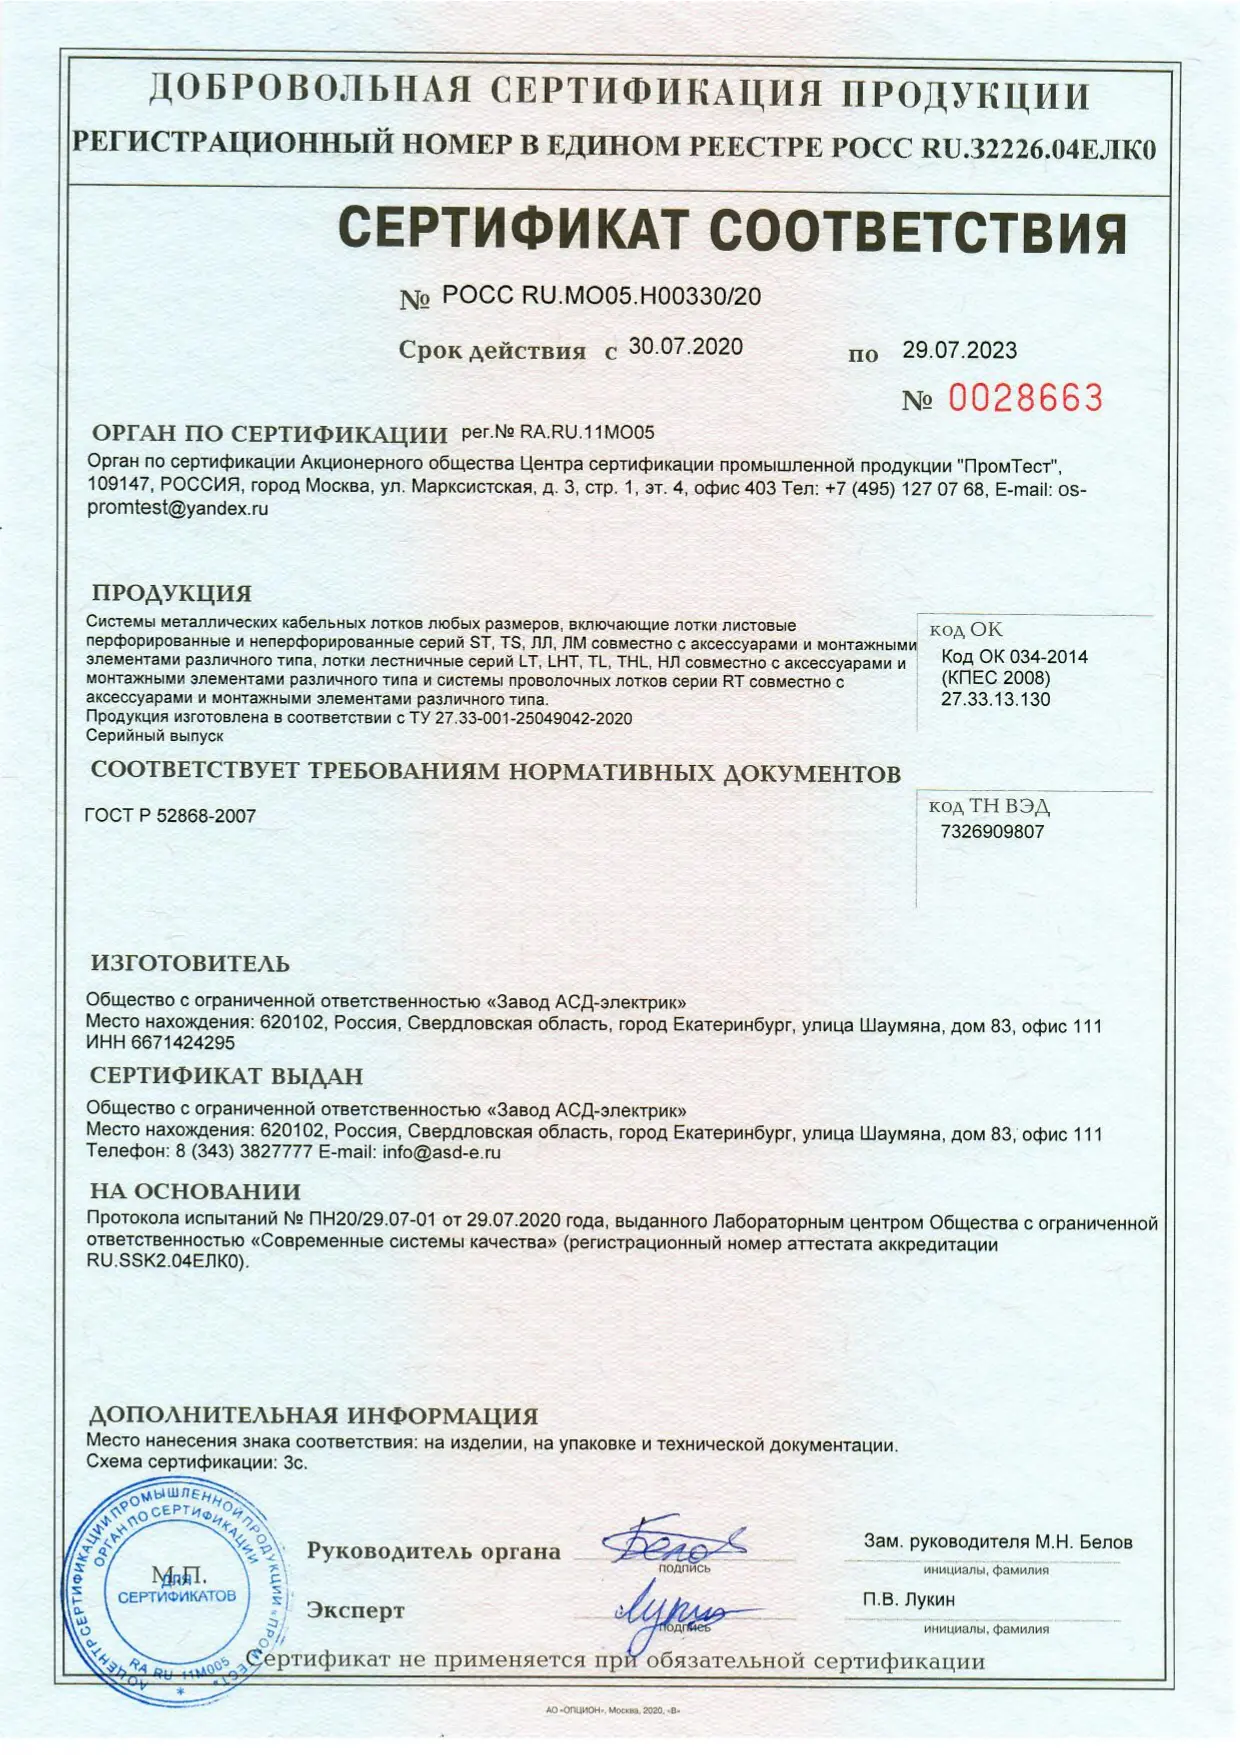 ДОБРОВОЛЬНАЯ СЕРТИФИКАЦИЯ ПРОДУКЦИИ
РЕГИСТРАЦИОННЫЙ НОМЕР В ЕДИНОМ РЕЕСТРЕ РОСС RU.32226.04ЕЛК0
СЕРТИФИКАТ СООТВЕТСТВИЯ
№ РОСС RU.МО05.Н00330/20
Срок действия с 30.07.2020 по 29.07.2023
№ 0028663
ОРГАН ПО СЕРТИФИКАЦИИ рег.№ RA.RU.11МО05
Орган по сертификации Акционерного общества Центра сертификации промышленной продукции "ПромТест",
109147, РОССИЯ, город Москва, ул. Марксистская, д. 3, стр. 1, эт. 4, офис 403 Тел: +7 (495) 127 07 68, E-mail: os-
promtest@yandex.ru
ПРОДУКЦИЯ
Системы металлических кабельных лотков любых размеров, включающие лотки листовые
перфорированные и неперфорированные серий ST, TS, ЛЛ, ЛМ совместно с аксессуарами и монтажными
элементами различного типа, лотки лестничные серий LT, LHT, TL, THL, НЛ совместно с аксессуарами и
монтажными элементами различного типа и системы проволочных лотков серии RT совместно с
аксессуарами и монтажными элементами различного типа.
Продукция изготовлена в соответствии с ТУ 27.33-001-25049042-2020
Серийный выпуск
код ОК
Код ОК 034-2014
(КПЕС 2008)
27.33.13.130
СООТВЕТСТВУЕТ ТРЕБОВАНИЯМ НОРМАТИВНЫХ ДОКУМЕНТОВ
ГОСТ Р 52868-2007
код ТН ВЭД
7326909807
ИЗГОТОВИТЕЛЬ
Общество с ограниченной ответственностью «Завод АСД-электрик»
Место нахождения: 620102, Россия, Свердловская область, город Екатеринбург, улица Шаумяна, дом 83, офис 111
ИНН 6671424295
СЕРТИФИКАТ ВЫДАН
Общество с ограниченной ответственностью «Завод АСД-электрик»
Место нахождения: 620102, Россия, Свердловская область, город Екатеринбург, улица Шаумяна, дом 83, офис 111
Телефон: 8 (343) 3827777 E-mail: info@asd-e.ru
НА ОСНОВАНИИ
Протокола испытаний № ПН20/29.07-01 от 29.07.2020 года, выданного Лабораторным центром Общества с ограниченной
ответственностью «Современные системы качества» (регистрационный номер аттестата аккредитации
RU.SSK2.04ЕЛК0).
ДОПОЛНИТЕЛЬНАЯ ИНФОРМАЦИЯ
Место нанесения знака соответствия: на изделии, на упаковке и технической документации.
Схема сертификации: 3с.
АО ЦЕНТР СЕРТИФИКАЦИИ ПРОМЫШЛЕННОЙ ПРОДУКЦИИ «ПРОМТЕСТ»
ОРГАН ПО СЕРТИФИКАЦИИ
М.П.
ДЛЯ
СЕРТИФИКАТОВ
RA RU 11МО05
Руководитель органа
Бело
подпись
Зам. руководителя М.Н. Белов
инициалы, фамилия
Эксперт
подпись
П.В. Лукин
инициалы, фамилия
Сертификат не применяется при обязательной сертификации
АО «ОПЦИОН», Москва, 2020, «В»